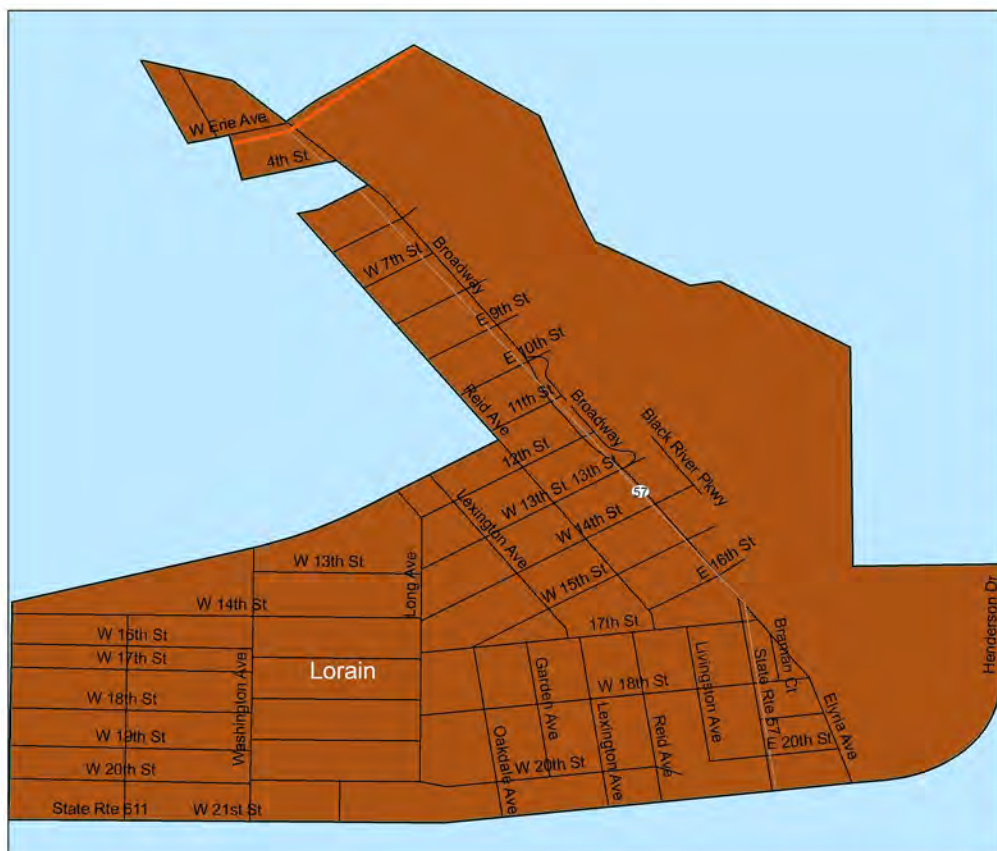 W Erie Ave
4th St
W 7th St
Broadway
E 9th St
E 10th St
Reid Ave
11th St
Broadway
Black River Pkwy
12th St
13th St
W 13th St
57
Lexington Ave
W 14th St
W 13th St
Long Ave
W 15th St
E 16th St
Henderson Dr
W 14th St
17th St
W 16th St
W 17th St
Washington Ave
Lorain
Garden Ave
W 18th St
Livingston Ave
State Rte 57
Braman Ct
W 18th St
Elyria Ave
W 19th St
Oakdale Ave
Lexington Ave
Reid Ave
E 20th St
W 20th St
W 20th St
State Rte 611
W 21st St